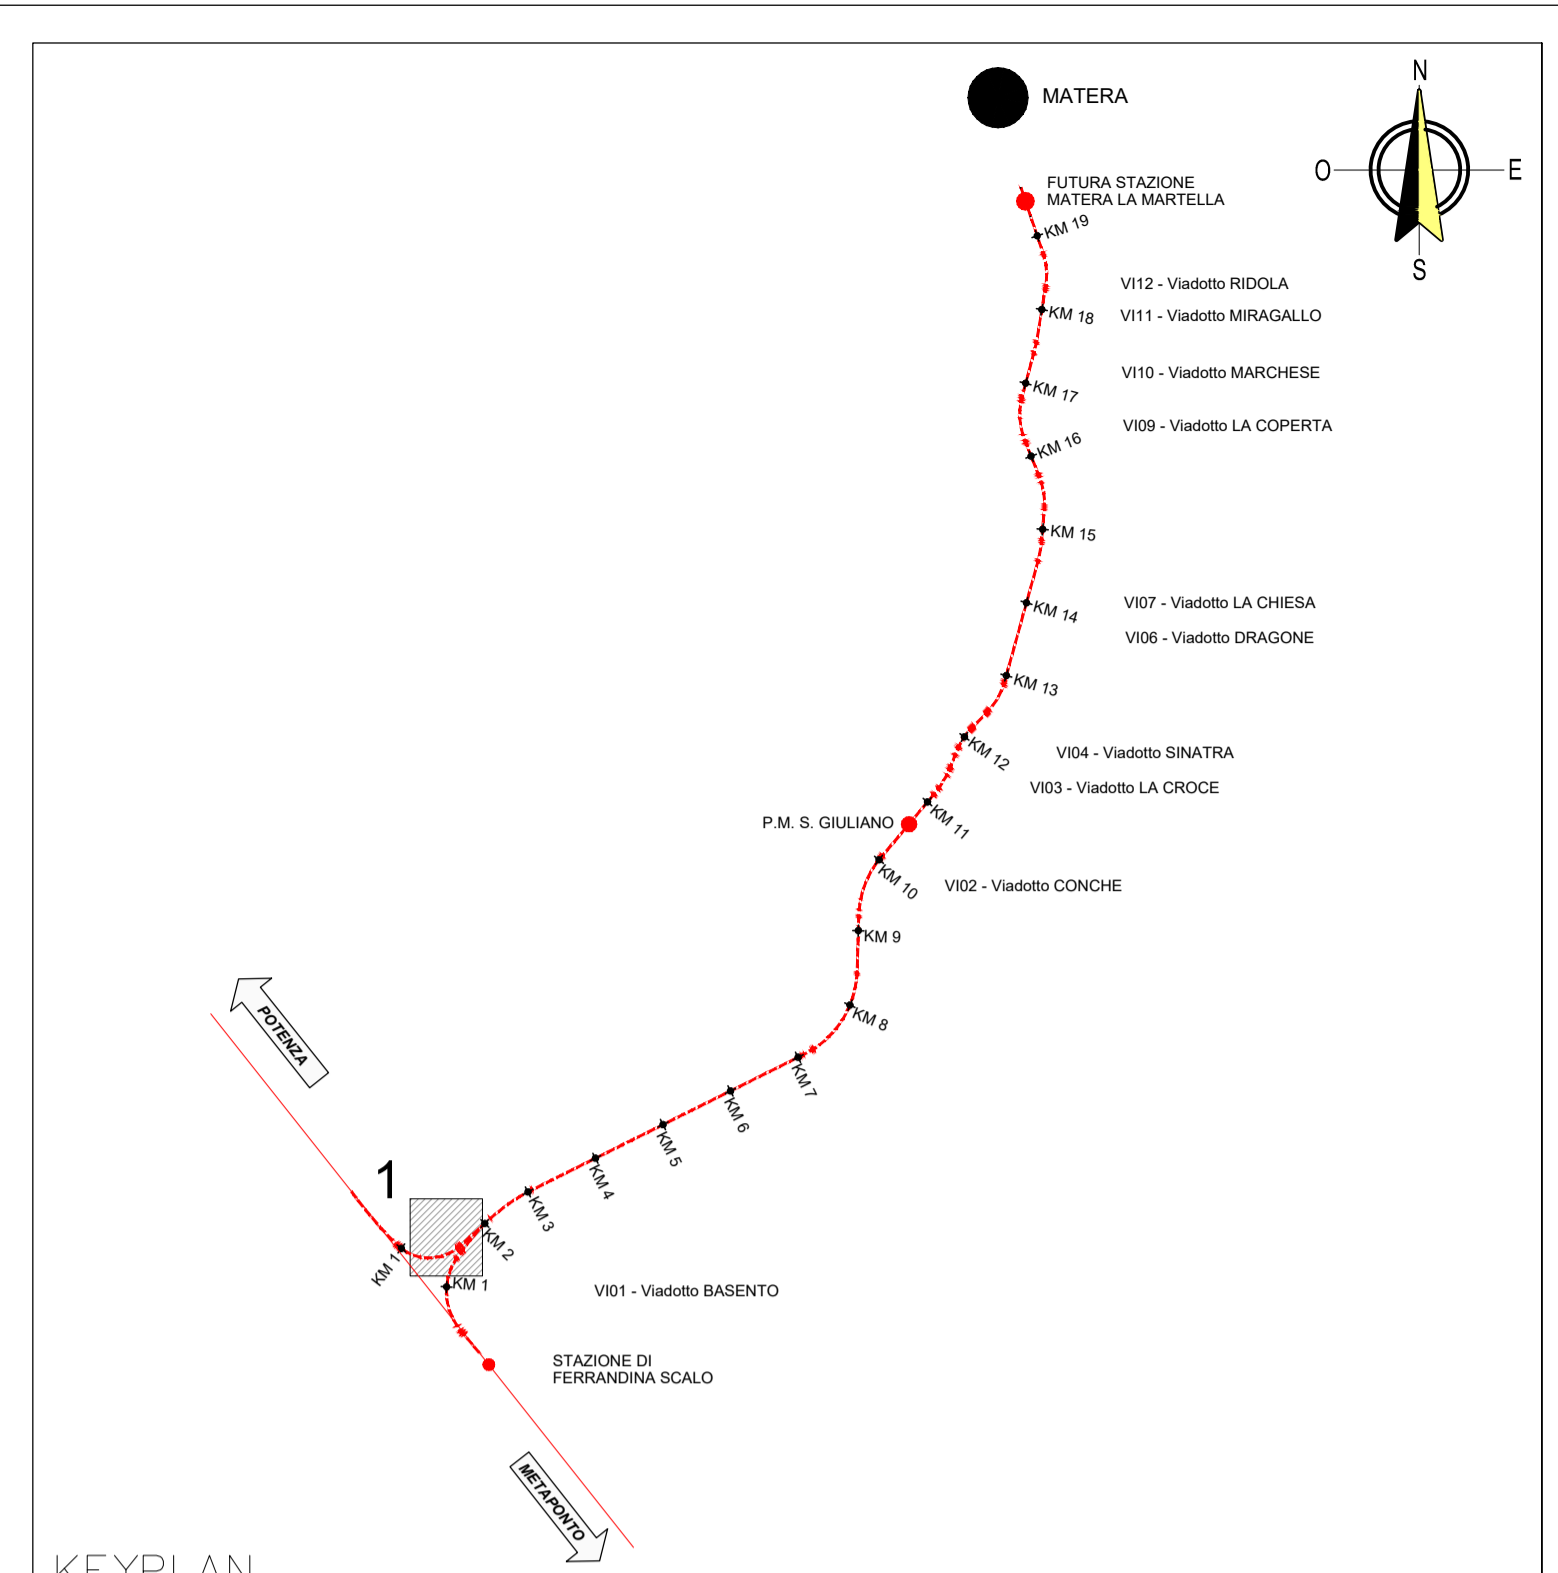 N
MATERA
O
E
FUTURA STAZIONE
MATERA LA MARTELLA
KM 19
S
VI12 - Viadotto RIDOLA
KM 18
VI11 - Viadotto MIRAGALLO
VI10 - Viadotto MARCHESE
KM 17
VI09 - Viadotto LA COPERTA
KM 16
KM 15
VI07 - Viadotto LA CHIESA
KM 14
VI06 - Viadotto DRAGONE
KM 13
KM 12
VI04 - Viadotto SINATRA
VI03 - Viadotto LA CROCE
P.M. S. GIULIANO
KM 11
KM 10
VI02 - Viadotto CONCHE
KM 9
KM 8
POTENZA
KM 7
KM 6
KM 5
1
KM 4
KM 3
KM 2
KM 1
KM 1
VI01 - Viadotto BASENTO
STAZIONE DI
FERRANDINA SCALO
METAPONTO
KEYPLAN